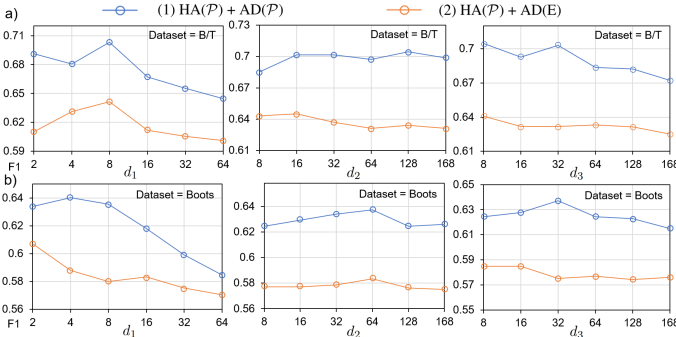 a)
(1) HA(𝒫) + AD(𝒫)
(2) HA(𝒫) + AD(E)
0.71
0.67
0.63
0.59
Dataset = B/T
F1
2 4 8 16 32 64
d₁
0.73
0.7
0.67
0.64
0.61
Dataset = B/T
8 16 32 64 128 168
d₂
0.7
0.67
0.64
0.61
Dataset = B/T
8 16 32 64 128 168
d₃
b)
0.64
0.62
0.6
0.58
0.56
Dataset = Boots
F1
2 4 8 16 32 64
d₁
0.64
0.62
0.6
0.58
0.56
Dataset = Boots
8 16 32 64 128 168
d₂
0.65
0.63
0.61
0.59
0.57
0.55
Dataset = Boots
8 16 32 64 128 168
d₃